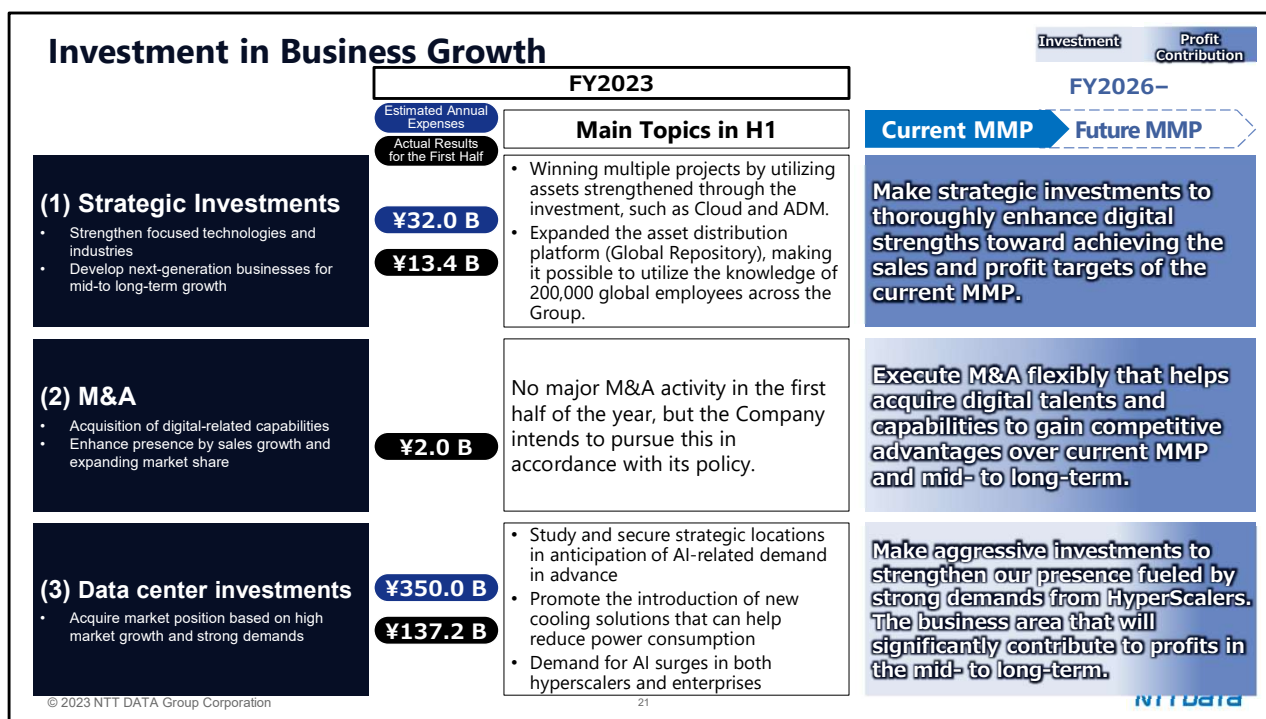 Investment in Business Growth
Investment
Profit
Contribution
FY2023
FY2026–
Estimated Annual
Expenses
Actual Results
for the First Half
Main Topics in H1
Current MMP
Future MMP
(1) Strategic Investments
• Strengthen focused technologies and
industries
• Develop next-generation businesses for
mid-to long-term growth
¥32.0 B
¥13.4 B
• Winning multiple projects by utilizing
assets strengthened through the
investment, such as Cloud and ADM.
• Expanded the asset distribution
platform (Global Repository), making
it possible to utilize the knowledge of
200,000 global employees across the
Group.
Make strategic investments to
thoroughly enhance digital
strengths toward achieving the
sales and profit targets of the
current MMP.
(2) M&A
• Acquisition of digital-related capabilities
• Enhance presence by sales growth and
expanding market share
¥2.0 B
No major M&A activity in the first
half of the year, but the Company
intends to pursue this in
accordance with its policy.
Execute M&A flexibly that helps
acquire digital talents and
capabilities to gain competitive
advantages over current MMP
and mid- to long-term.
(3) Data center investments
• Acquire market position based on high
market growth and strong demands
¥350.0 B
¥137.2 B
• Study and secure strategic locations
in anticipation of AI-related demand
in advance
• Promote the introduction of new
cooling solutions that can help
reduce power consumption
• Demand for AI surges in both
hyperscalers and enterprises
Make aggressive investments to
strengthen our presence fueled by
strong demands from HyperScalers.
The business area that will
significantly contribute to profits in
the mid- to long-term.
© 2023 NTT DATA Group Corporation
21
NTT DATA